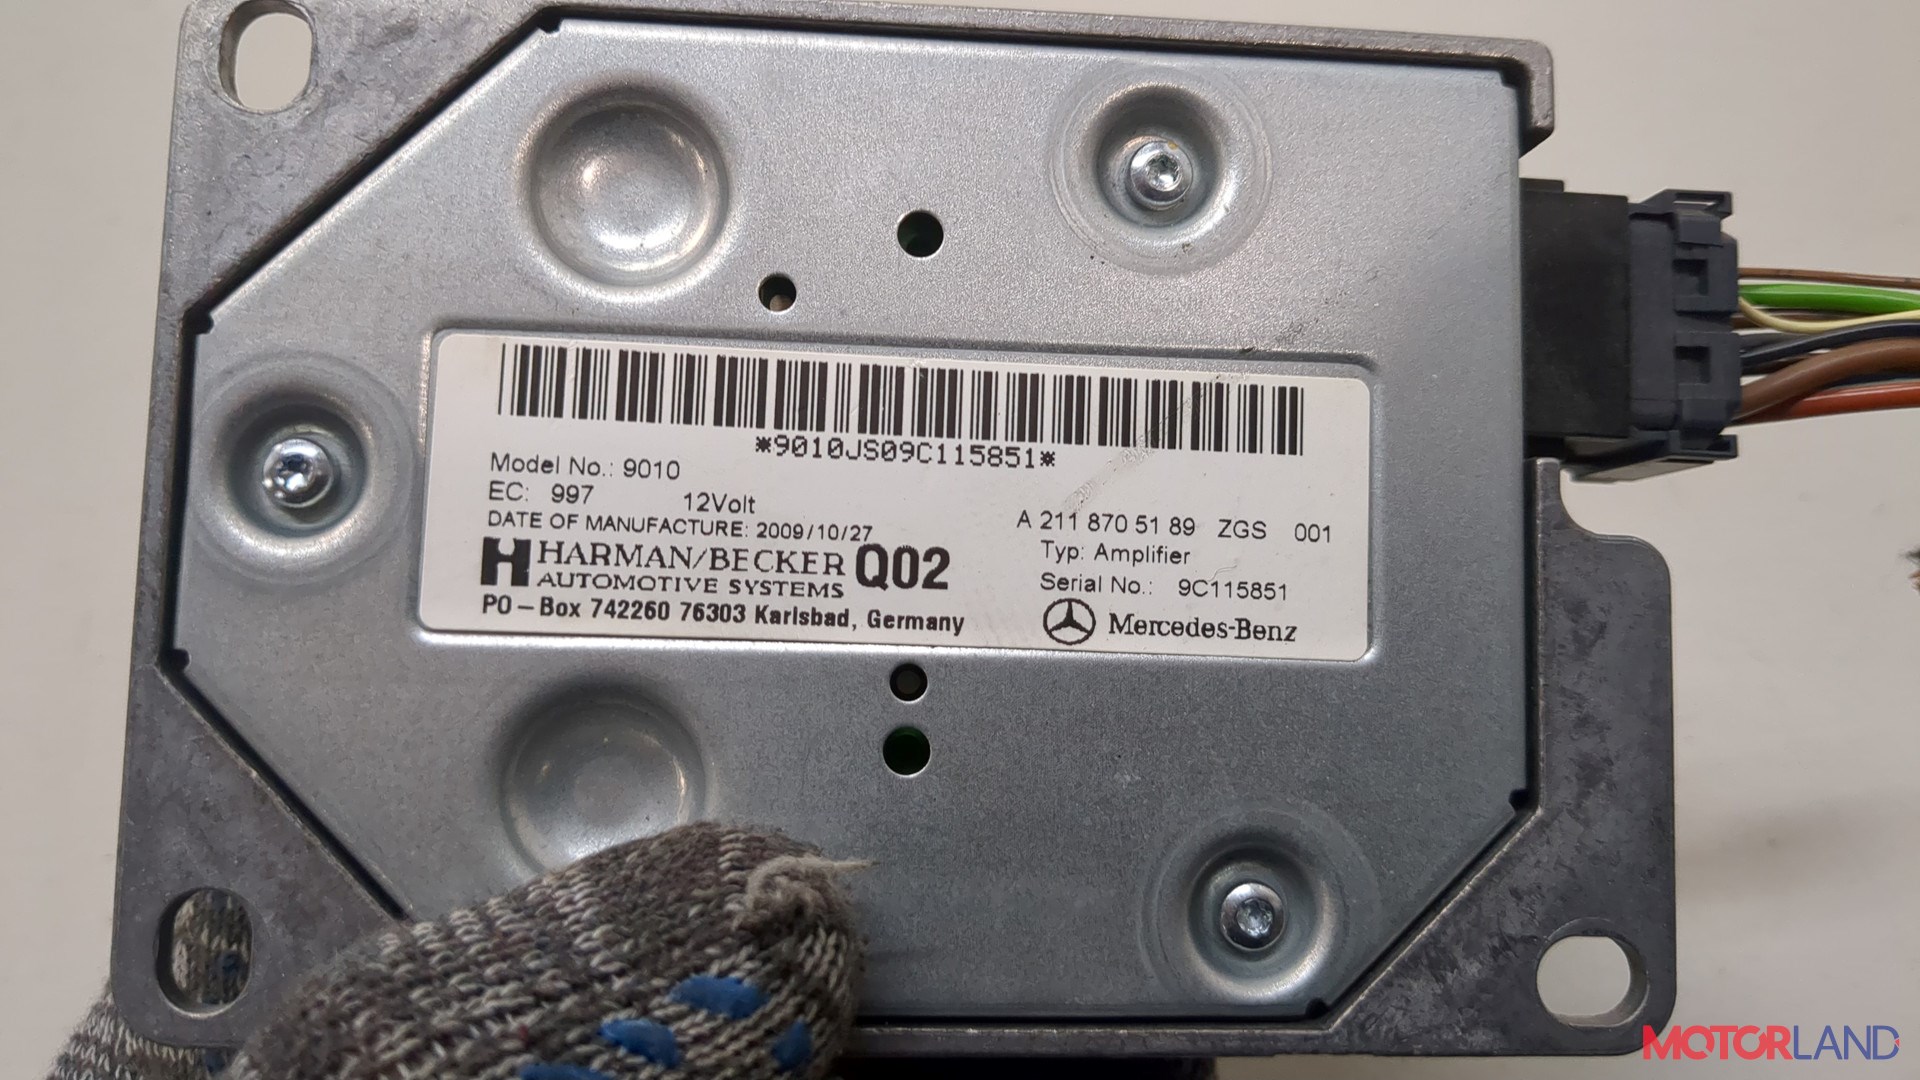 *9010JS09C115851*
Model No.: 9010
EC: 997 12Volt
DATE OF MANUFACTURE: 2009/10/27
HARMAN/BECKER Q02
AUTOMOTIVE SYSTEMS
PO-Box 742260 76303 Karlsbad, Germany
A 211 870 51 89 ZGS 001
Typ: Amplifier
Serial No.: 9C115851
Mercedes-Benz
MOTORLAND